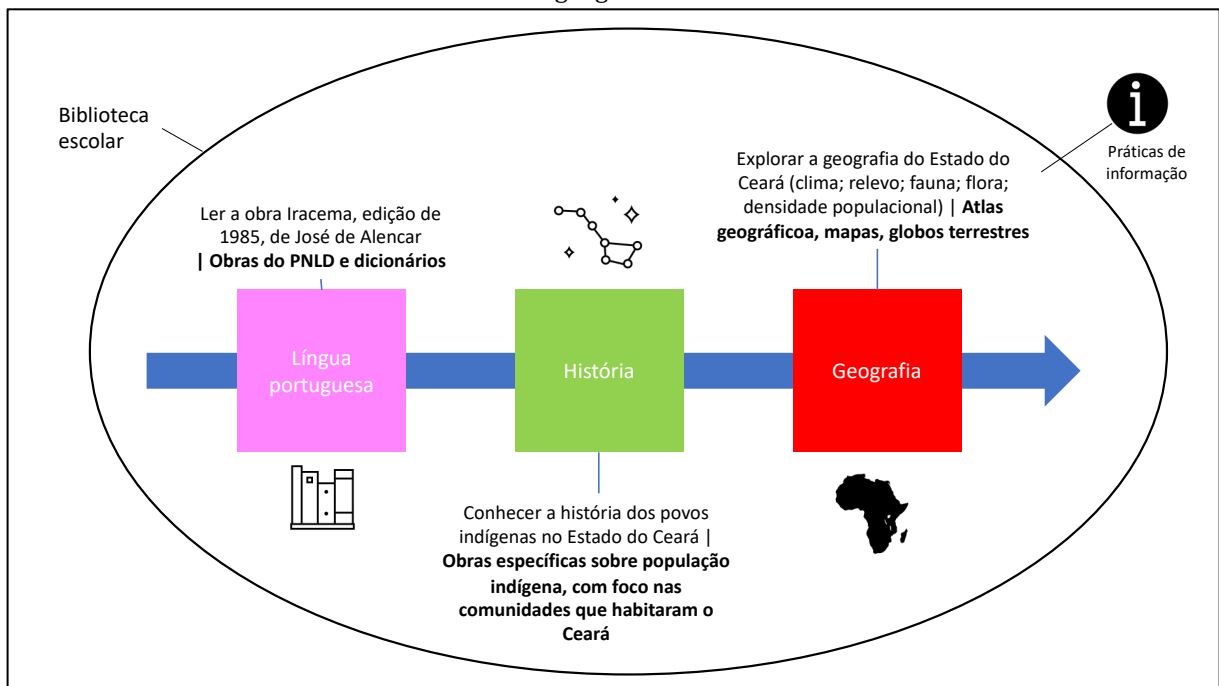 Biblioteca
escolar
Práticas de
informação
Ler a obra Iracema, edição de
1985, de José de Alencar
| Obras do PNLD e dicionários
Explorar a geografia do Estado do
Ceará (clima; relevo; fauna; flora;
densidade populacional) | Atlas
geográficoa, mapas, globos terrestres
Língua
portuguesa
História
Geografia
Conhecer a história dos povos
indígenas no Estado do Ceará |
Obras específicas sobre população
indígena, com foco nas
comunidades que habitaram o
Ceará